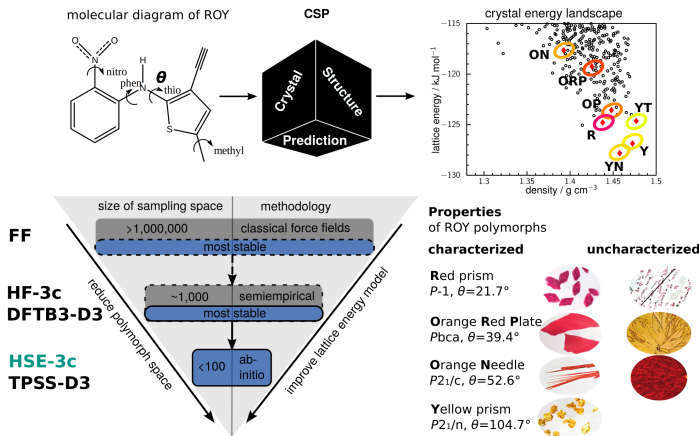 molecular diagram of ROY
CSP
crystal energy landscape
O
O
N
nitro
H
phen
N
θ
thio
S
methyl
Crystal
Structure
Prediction
lattice energy / kJ mol⁻¹
−115
−119
−122
−125
−130
1.3
1.35
1.4
1.45
1.5
density / g cm⁻³
ON
ORP
OP
YT
R
Y
YN
size of sampling space
methodology
FF
>1,000,000
classical force fields
most stable
HF-3c
DFTB3-D3
~1,000
semiempirical
most stable
HSE-3c
TPSS-D3
<100
ab-
initio
reduce polymorph space
improve lattice energy model
Properties
of ROY polymorphs
characterized
uncharacterized
Red prism
P-1, θ=21.7°
Orange Red Plate
Pbca, θ=39.4°
Orange Needle
P2₁/c, θ=52.6°
Yellow prism
P2₁/n, θ=104.7°